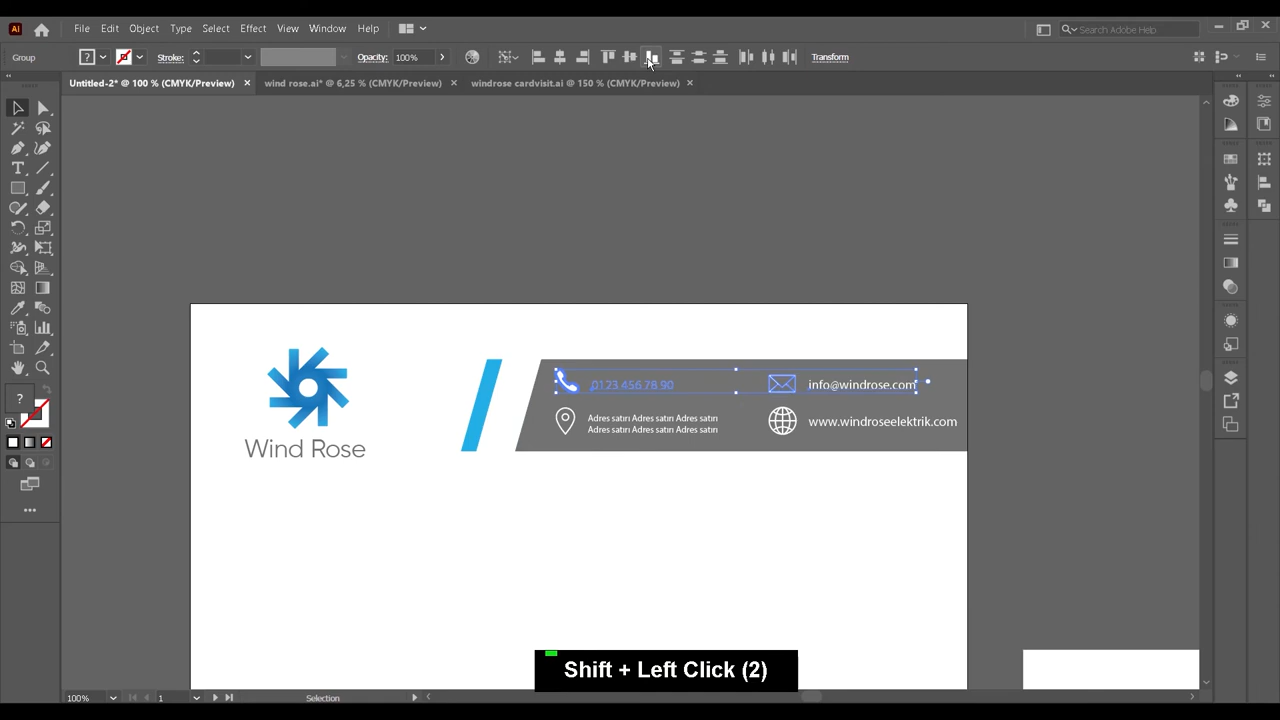 File Edit Object Type Select Effect View Window Help
Search Adobe Help
Group
Stroke:
Opacity: 100%
Transform
Untitled-2* @ 100 % (CMYK/Preview) × wind rose.ai* @ 6,25 % (CMYK/Preview) × windrose cardvisit.ai @ 150 % (CMYK/Preview) ×
0123 456 78 90
info@windrose.com
Adres satırı Adres satırı Adres satırı
Adres satırı Adres satırı Adres satırı
www.windroseelektrik.com
Wind Rose
Shift + Left Click (2)
100% 1 Selection